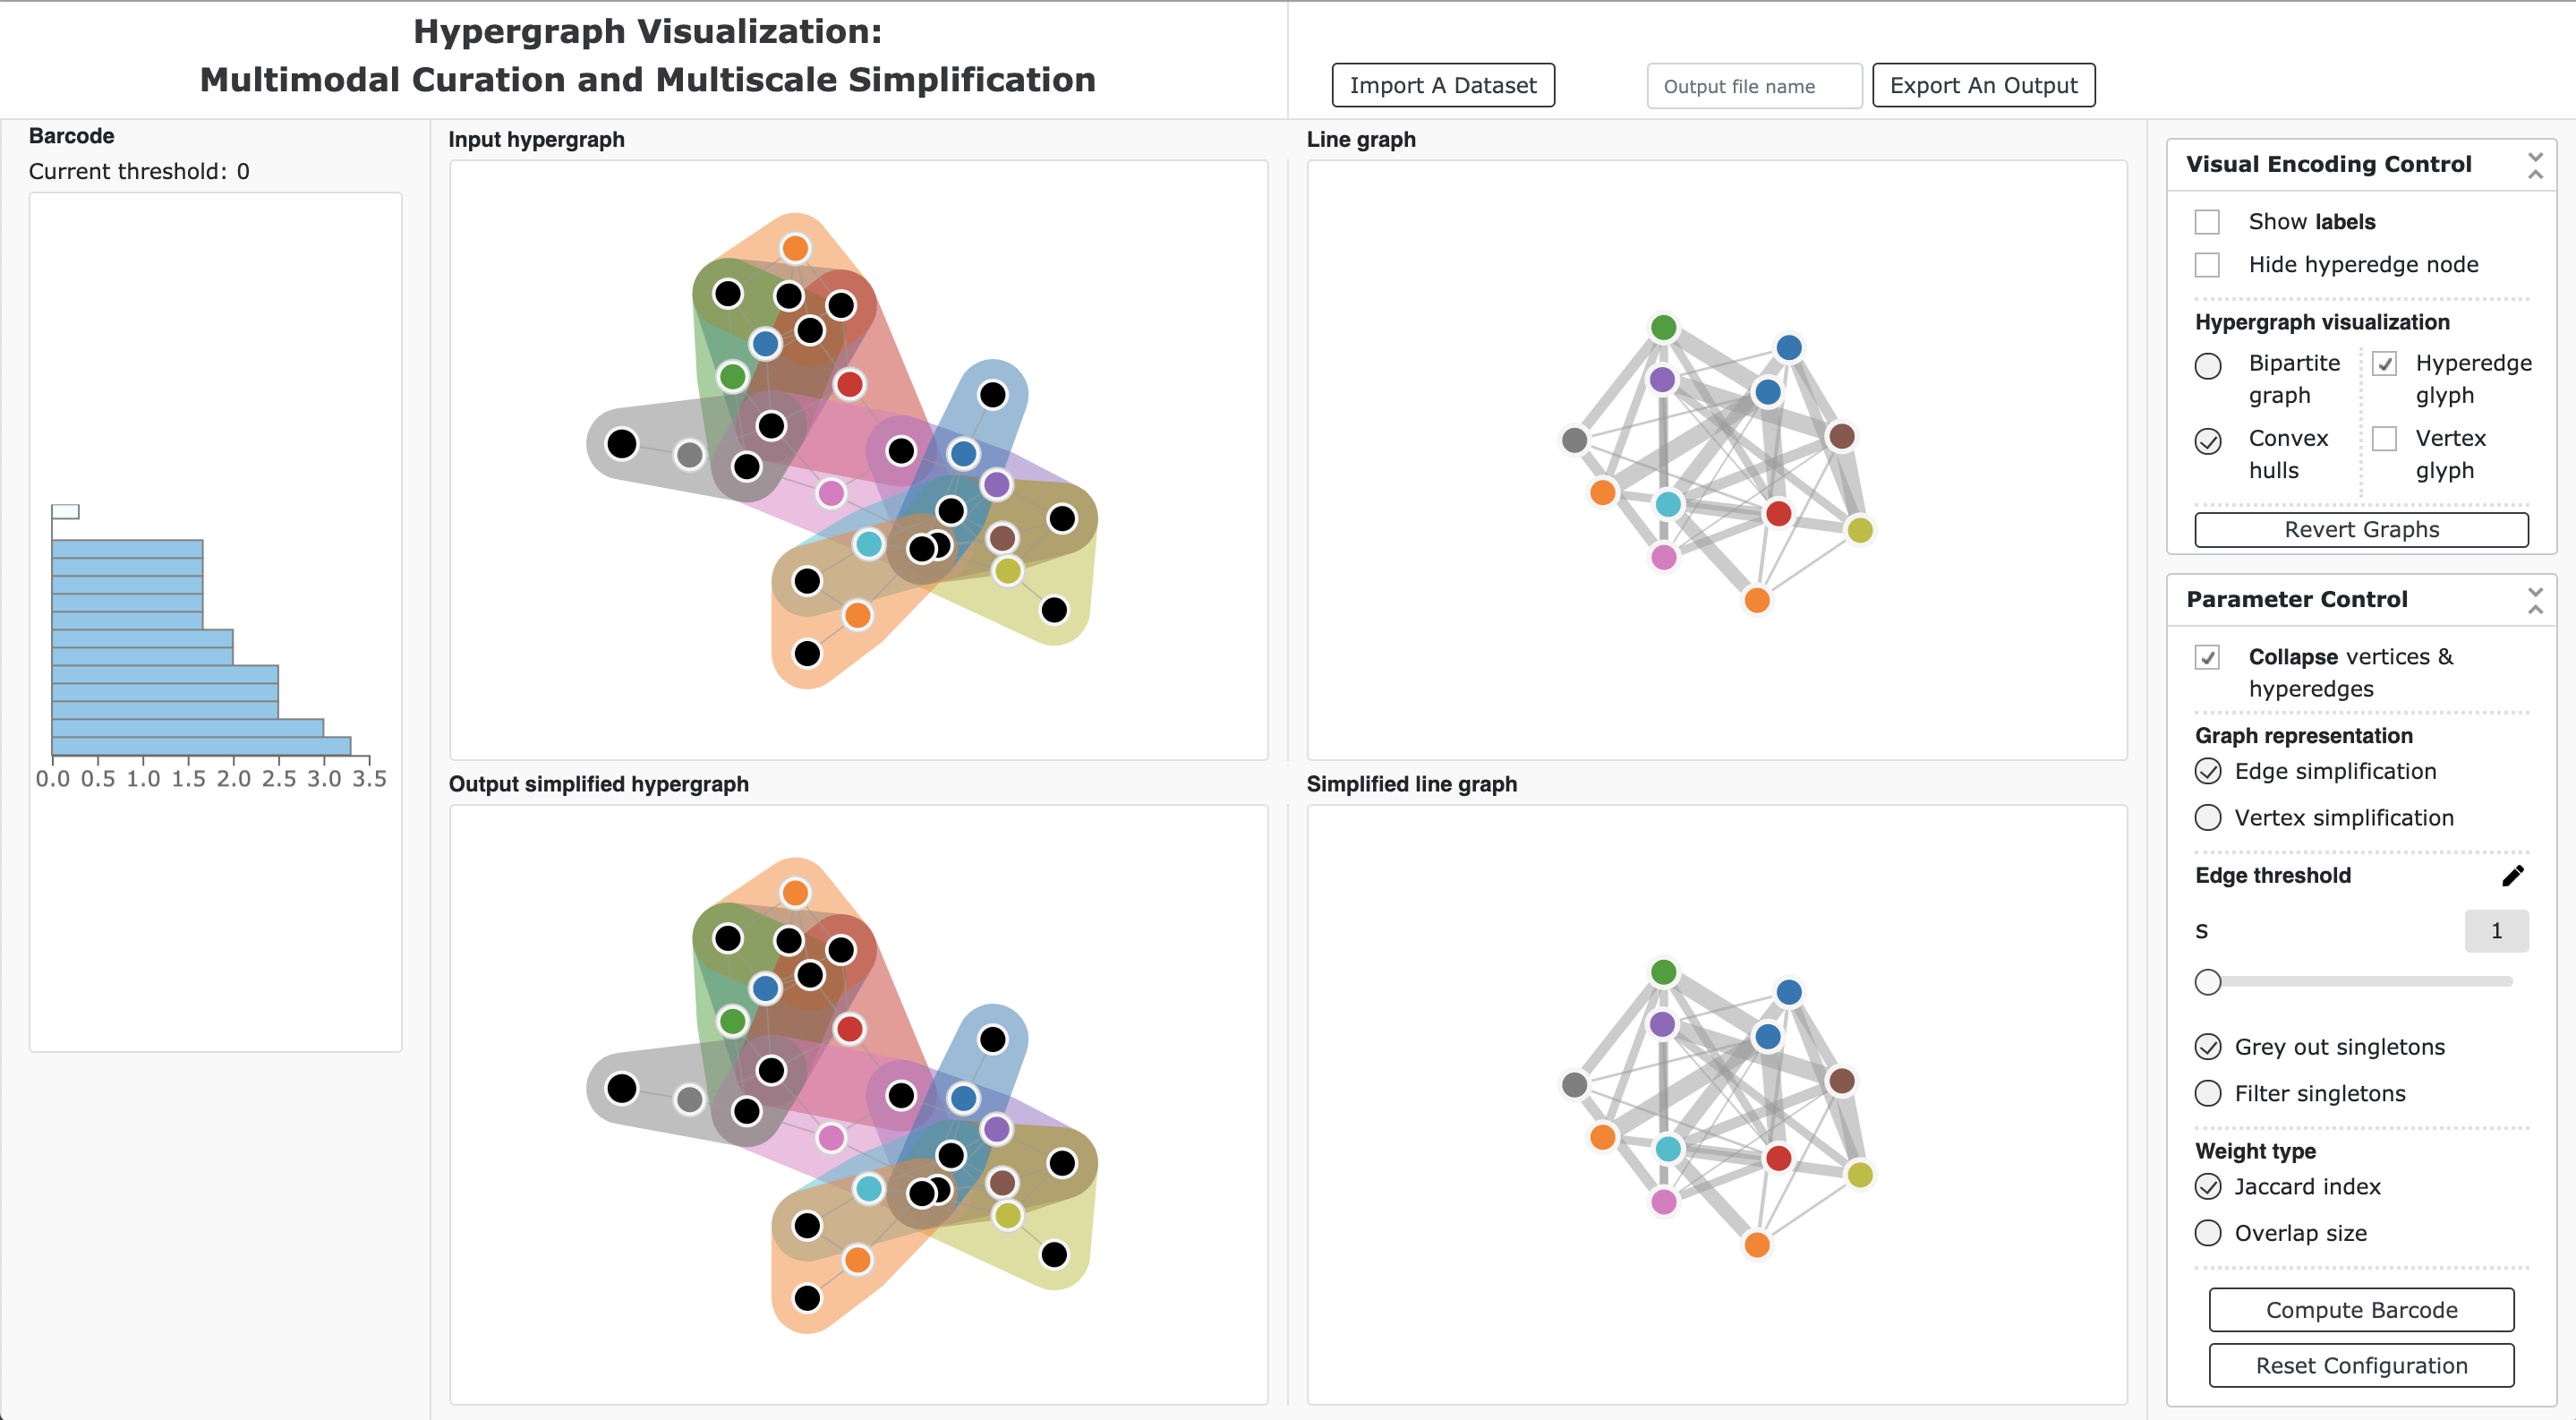 Hypergraph Visualization:
Multimodal Curation and Multiscale Simplification
Import A Dataset
Output file name
Export An Output
Barcode
Current threshold: 0
0.0 0.5 1.0 1.5 2.0 2.5 3.0 3.5
Input hypergraph
Line graph
Output simplified hypergraph
Simplified line graph
Visual Encoding Control
Show labels
Hide hyperedge node
Hypergraph visualization
Bipartite
graph
Hyperedge
glyph
Convex
hulls
Vertex
glyph
Revert Graphs
Parameter Control
Collapse vertices &
hyperedges
Graph representation
Edge simplification
Vertex simplification
Edge threshold
S
1
Grey out singletons
Filter singletons
Weight type
Jaccard index
Overlap size
Compute Barcode
Reset Configuration